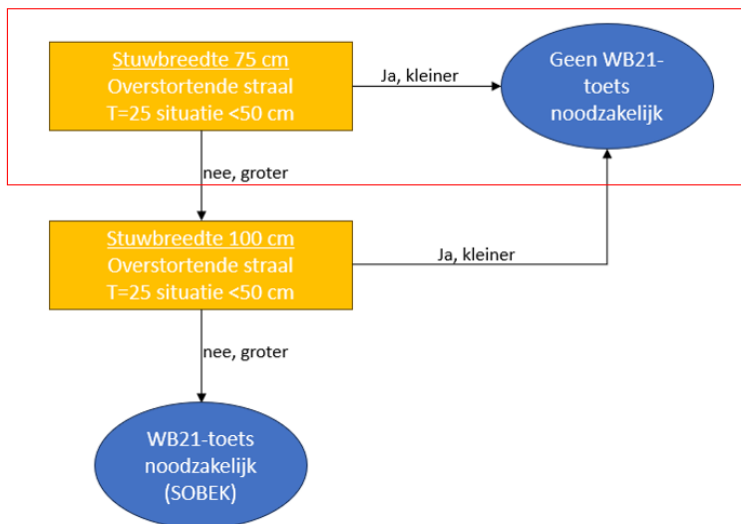 Stuwbreedte 75 cm
Overstortende straal
T=25 situatie <50 cm
Ja, kleiner
Geen WB21-
toets
noodzakelijk
nee, groter
Stuwbreedte 100 cm
Overstortende straal
T=25 situatie <50 cm
Ja, kleiner
nee, groter
WB21-toets
noodzakelijk
(SOBEK)